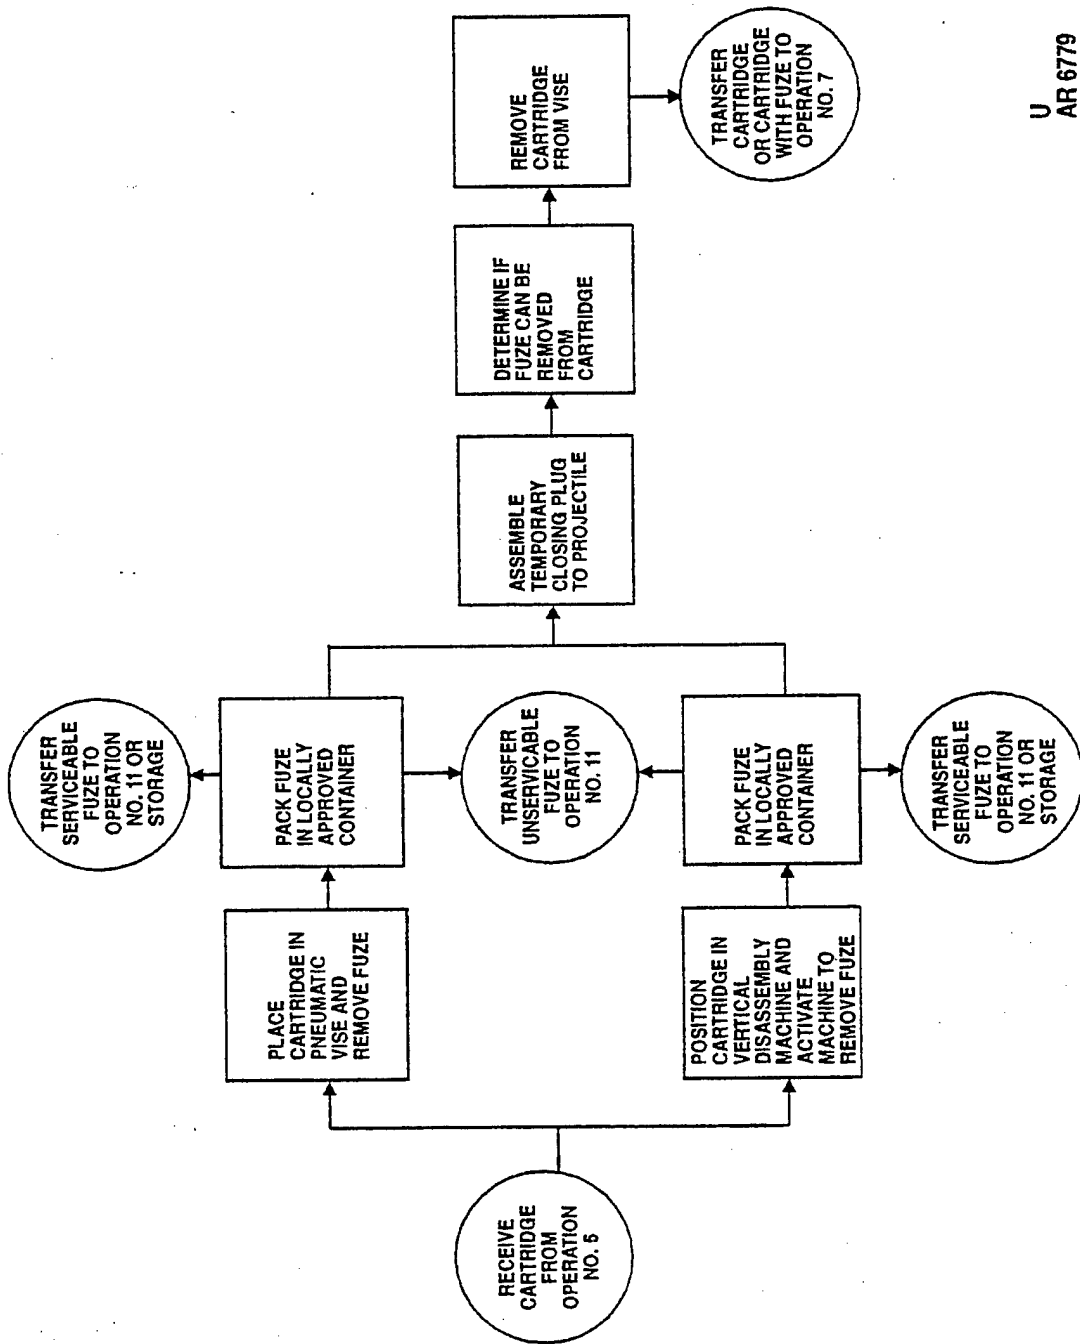 RECEIVE
CARTRIDGE
FROM
OPERATION
NO. 5
PLACE
CARTRIDGE IN
PNEUMATIC
VISE AND
REMOVE FUZE
POSITION
CARTRIDGE IN
VERTICAL
DISASSEMBLY
MACHINE AND
ACTIVATE
MACHINE TO
REMOVE FUZE
TRANSFER
SERVICEABLE
FUZE TO
OPERATION
NO. 11 OR
STORAGE
PACK FUZE
IN LOCALLY
APPROVED
CONTAINER
TRANSFER
UNSERVICABLE
FUZE TO
OPERATION
NO. 11
PACK FUZE
IN LOCALLY
APPROVED
CONTAINER
TRANSFER
SERVICEABLE
FUZE TO
OPERATION
NO. 11 OR
STORAGE
ASSEMBLE
TEMPORARY
CLOSING PLUG
TO PROJECTILE
DETERMINE IF
FUZE CAN BE
REMOVED
FROM
CARTRIDGE
REMOVE
CARTRIDGE
FROM VISE
TRANSFER
CARTRIDGE
OR CARTRIDGE
WITH FUZE TO
OPERATION
NO. 7
U
AR 6779